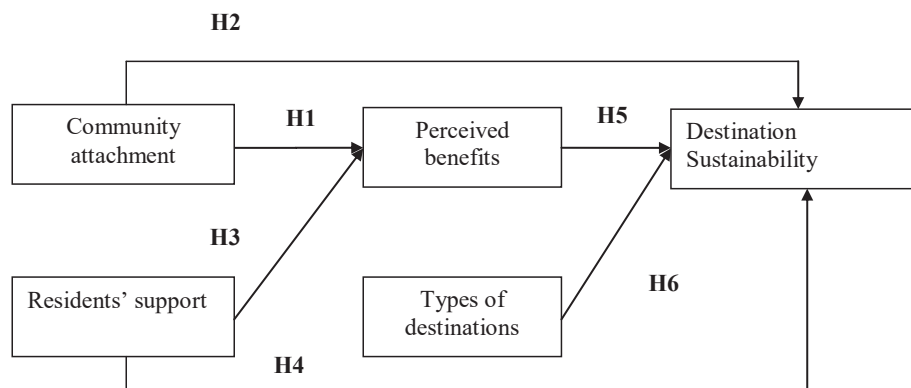 H2
Community
attachment
H1
Perceived
benefits
H5
Destination
Sustainability
H3
H6
Residents’ support
Types of
destinations
H4